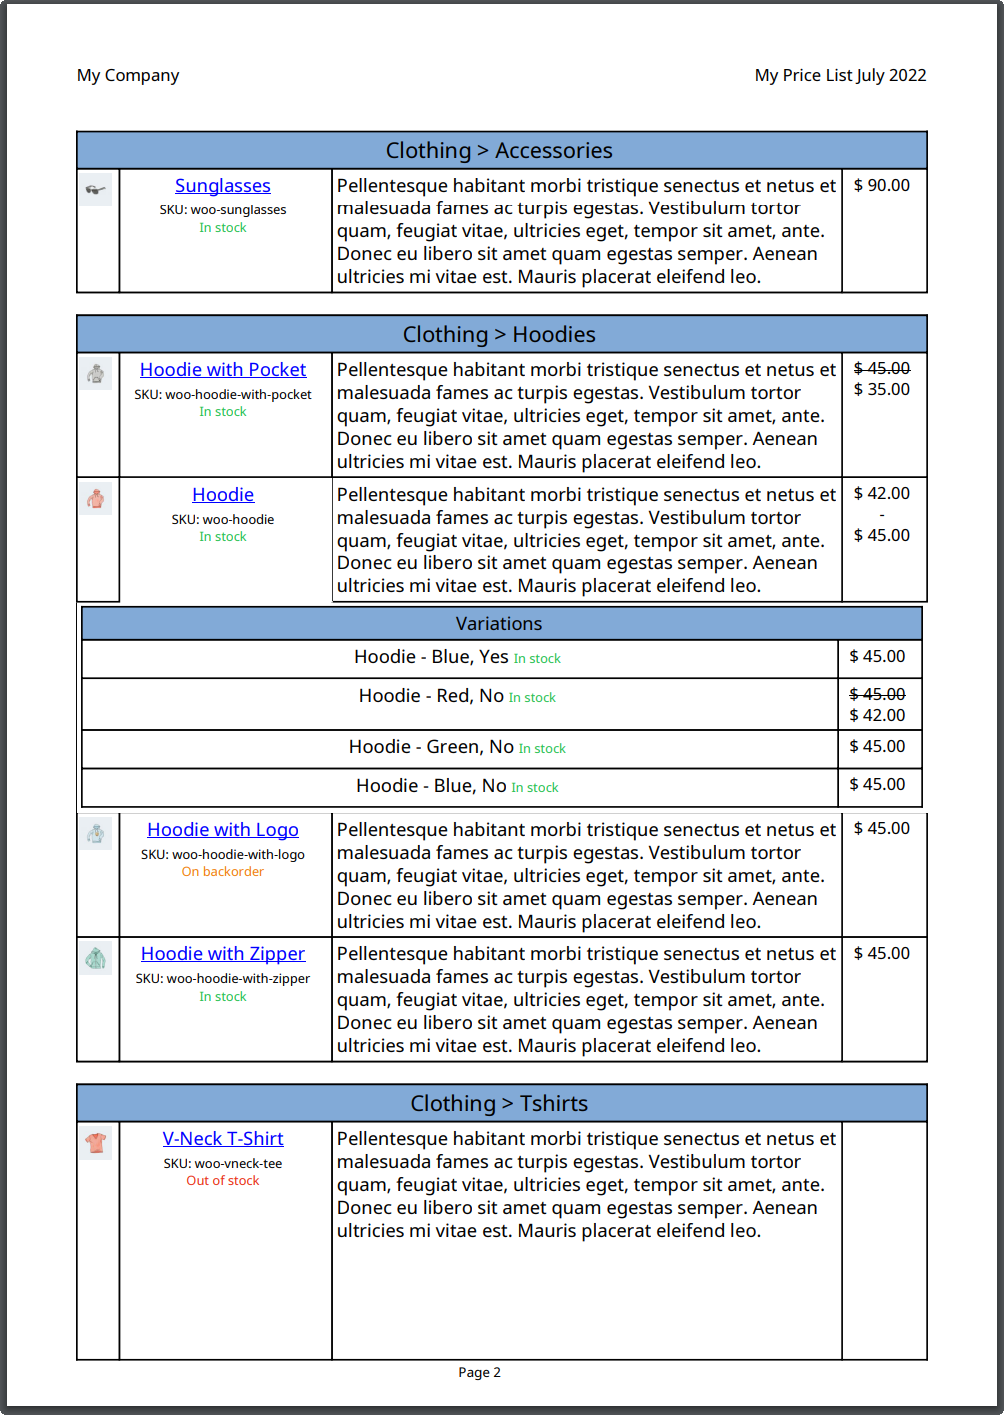 My Company
My Price List July 2022
Clothing > Accessories
Sunglasses
SKU: woo-sunglasses
In stock
Pellentesque habitant morbi tristique senectus et netus et
malesuada fames ac turpis egestas. Vestibulum tortor
quam, feugiat vitae, ultricies eget, tempor sit amet, ante.
Donec eu libero sit amet quam egestas semper. Aenean
ultricies mi vitae est. Mauris placerat eleifend leo.
$ 90.00
Clothing > Hoodies
Hoodie with Pocket
SKU: woo-hoodie-with-pocket
In stock
Pellentesque habitant morbi tristique senectus et netus et
malesuada fames ac turpis egestas. Vestibulum tortor
quam, feugiat vitae, ultricies eget, tempor sit amet, ante.
Donec eu libero sit amet quam egestas semper. Aenean
ultricies mi vitae est. Mauris placerat eleifend leo.
$ 45.00
$ 35.00
Hoodie
SKU: woo-hoodie
In stock
Pellentesque habitant morbi tristique senectus et netus et
malesuada fames ac turpis egestas. Vestibulum tortor
quam, feugiat vitae, ultricies eget, tempor sit amet, ante.
Donec eu libero sit amet quam egestas semper. Aenean
ultricies mi vitae est. Mauris placerat eleifend leo.
$ 42.00
-
$ 45.00
Variations
Hoodie - Blue, Yes In stock
$ 45.00
Hoodie - Red, No In stock
$ 45.00
$ 42.00
Hoodie - Green, No In stock
$ 45.00
Hoodie - Blue, No In stock
$ 45.00
Hoodie with Logo
SKU: woo-hoodie-with-logo
On backorder
Pellentesque habitant morbi tristique senectus et netus et
malesuada fames ac turpis egestas. Vestibulum tortor
quam, feugiat vitae, ultricies eget, tempor sit amet, ante.
Donec eu libero sit amet quam egestas semper. Aenean
ultricies mi vitae est. Mauris placerat eleifend leo.
$ 45.00
Hoodie with Zipper
SKU: woo-hoodie-with-zipper
In stock
Pellentesque habitant morbi tristique senectus et netus et
malesuada fames ac turpis egestas. Vestibulum tortor
quam, feugiat vitae, ultricies eget, tempor sit amet, ante.
Donec eu libero sit amet quam egestas semper. Aenean
ultricies mi vitae est. Mauris placerat eleifend leo.
$ 45.00
Clothing > Tshirts
V-Neck T-Shirt
SKU: woo-vneck-tee
Out of stock
Pellentesque habitant morbi tristique senectus et netus et
malesuada fames ac turpis egestas. Vestibulum tortor
quam, feugiat vitae, ultricies eget, tempor sit amet, ante.
Donec eu libero sit amet quam egestas semper. Aenean
ultricies mi vitae est. Mauris placerat eleifend leo.
Page 2